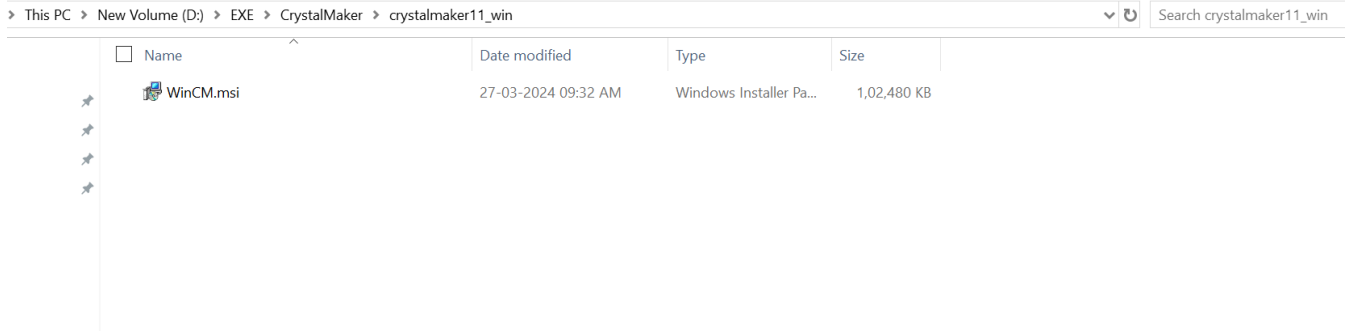 > This PC > New Volume (D:) > EXE > CrystalMaker > crystalmaker11_win Search crystalmaker11_win
Name Date modified Type Size
WinCM.msi 27-03-2024 09:32 AM Windows Installer Pa... 1,02,480 KB